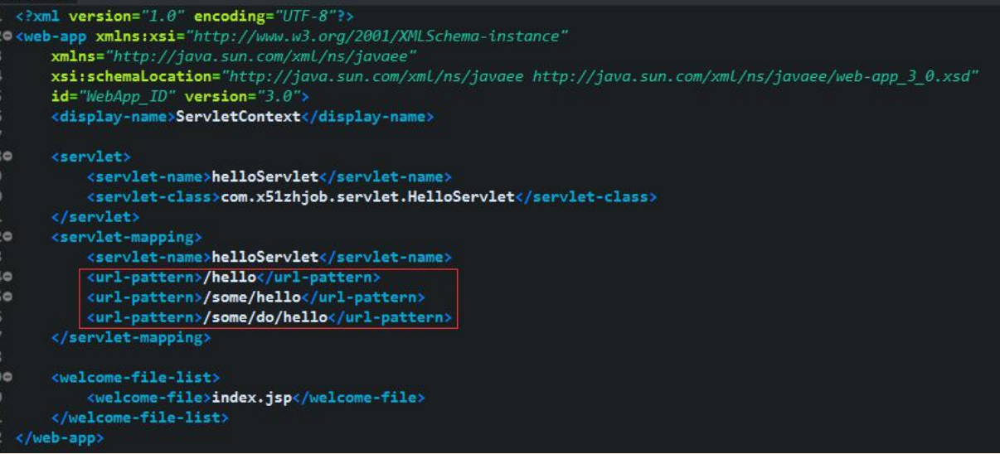 <?xml version="1.0" encoding="UTF-8"?>
<web-app xmlns:xsi="http://www.w3.org/2001/XMLSchema-instance"
xmlns="http://java.sun.com/xml/ns/javaee"
xsi:schemaLocation="http://java.sun.com/xml/ns/javaee http://java.sun.com/xml/ns/javaee/web-app_3_0.xsd"
id="WebApp_ID" version="3.0">
<display-name>ServletContext</display-name>
<servlet>
<servlet-name>helloServlet</servlet-name>
<servlet-class>com.x51zhjob.servlet.HelloServlet</servlet-class>
</servlet>
<servlet-mapping>
<servlet-name>helloServlet</servlet-name>
<url-pattern>/hello</url-pattern>
<url-pattern>/some/hello</url-pattern>
<url-pattern>/some/do/hello</url-pattern>
</servlet-mapping>
<welcome-file-list>
<welcome-file>index.jsp</welcome-file>
</welcome-file-list>
</web-app>